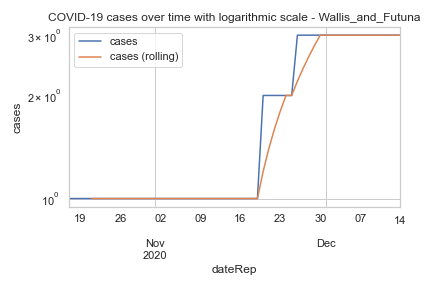 COVID-19 cases over time with logarithmic scale - Wallis_and_Futuna
cases
cases (rolling)
3 × 10⁰
2 × 10⁰
10⁰
cases
19 26 02 09 16 23 30 07 14
Nov Dec
2020
dateRep